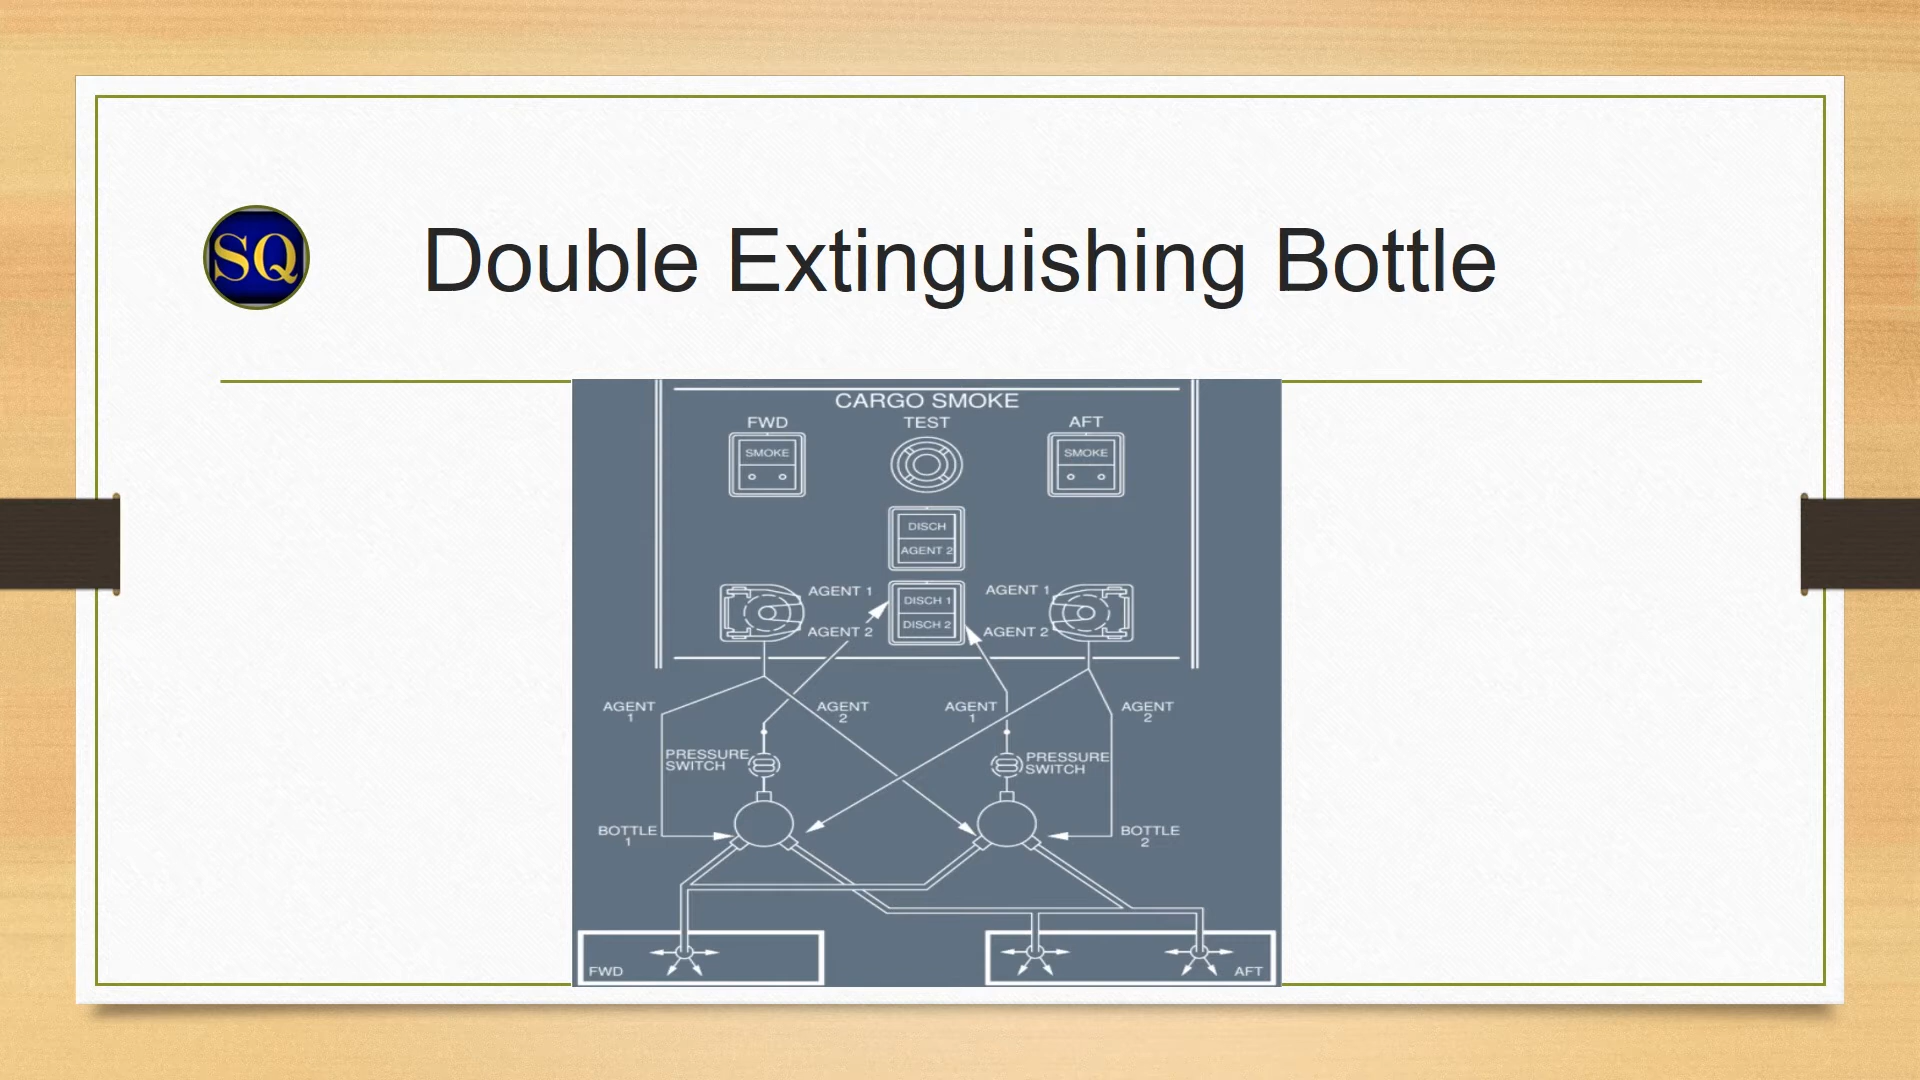 SQ
Double Extinguishing Bottle
CARGO SMOKE
FWD
TEST
AFT
SMOKE
SMOKE
DISCH
AGENT 2
AGENT 1
DISCH 1
AGENT 1
AGENT 2
DISCH 2
AGENT 2
AGENT
1
AGENT
2
AGENT
1
AGENT
2
PRESSURE
SWITCH
PRESSURE
SWITCH
BOTTLE
1
BOTTLE
2
FWD
AFT